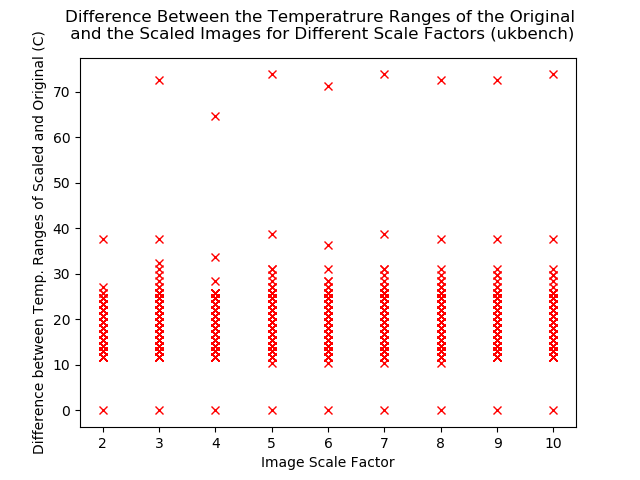 Difference Between the Temperatrure Ranges of the Original
and the Scaled Images for Different Scale Factors (ukbench)
Difference between Temp. Ranges of Scaled and Original (C)
70
60
50
40
30
20
10
0
2 3 4 5 6 7 8 9 10
Image Scale Factor